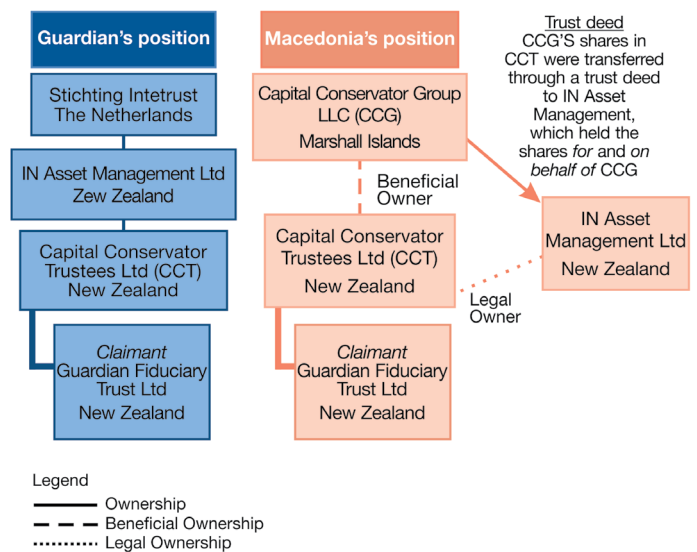 Guardian's position
Stichting Intetrust
The Netherlands
IN Asset Management Ltd
Zew Zealand
Capital Conservator
Trustees Ltd (CCT)
New Zealand
Claimant
Guardian Fiduciary
Trust Ltd
New Zealand
Macedonia's position
Capital Conservator Group
LLC (CCG)
Marshall Islands
Beneficial
Owner
Capital Conservator
Trustees Ltd (CCT)
New Zealand
Legal
Owner
Claimant
Guardian Fiduciary
Trust Ltd
New Zealand
Trust deed
CCG'S shares in
CCT were transferred
through a trust deed
to IN Asset
Management,
which held the
shares for and on
behalf of CCG
IN Asset
Management Ltd
New Zealand
Legend
Ownership
Beneficial Ownership
Legal Ownership